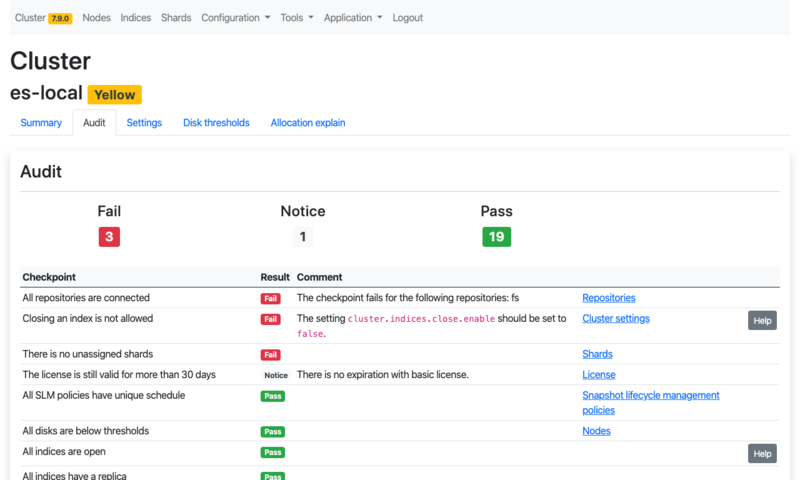 Cluster 7.9.0 Nodes Indices Shards Configuration Tools Application Logout
Cluster
es-local Yellow
Summary Audit Settings Disk thresholds Allocation explain
Audit
Fail Notice Pass
3 1 19
Checkpoint Result Comment
All repositories are connected Fail The checkpoint fails for the following repositories: fs Repositories
Closing an index is not allowed Fail The setting cluster.indices.close.enable should be set to Cluster settings Help
false.
There is no unassigned shards Fail Shards
The license is still valid for more than 30 days Notice There is no expiration with basic license. License
All SLM policies have unique schedule Pass Snapshot lifecycle management
policies
All disks are below thresholds Pass Nodes
All indices are open Pass Help
All indices have a replica Pass